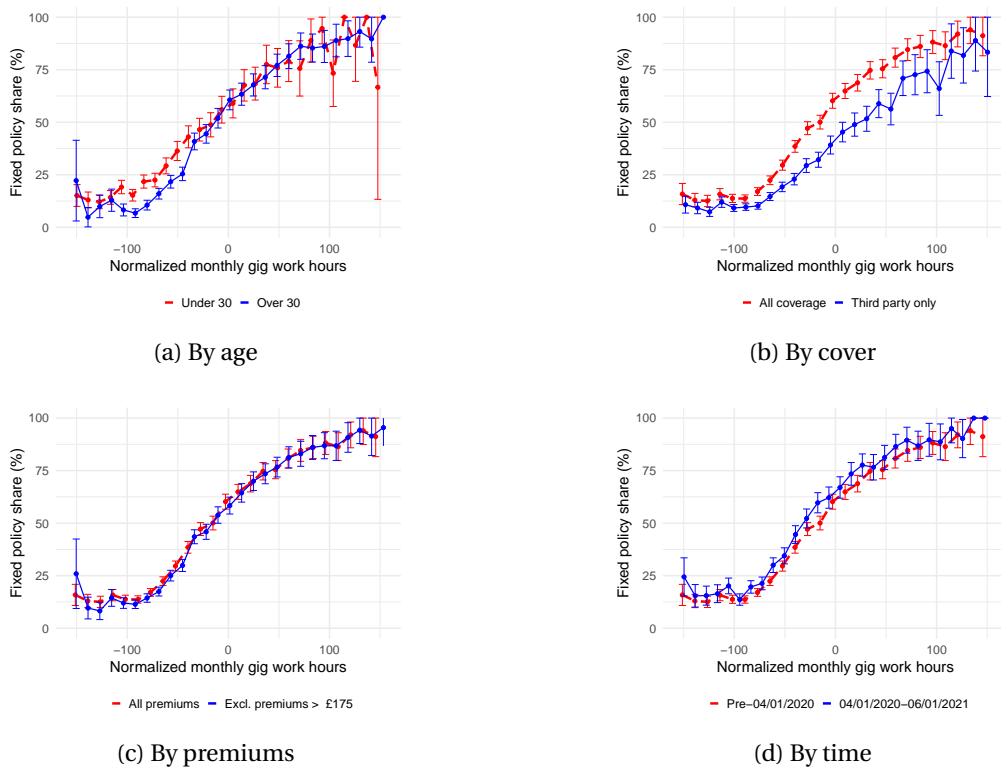 100
75
50
25
0
Fixed policy share (%)
−100
0
100
Normalized monthly gig work hours
Under 30
Over 30
(a) By age
100
75
50
25
0
Fixed policy share (%)
−100
0
100
Normalized monthly gig work hours
All coverage
Third party only
(b) By cover
100
75
50
25
0
Fixed policy share (%)
−100
0
100
Normalized monthly gig work hours
All premiums
Excl. premiums > £175
(c) By premiums
100
75
50
25
0
Fixed policy share (%)
−100
0
100
Normalized monthly gig work hours
Pre−04/01/2020
04/01/2020−06/01/2021
(d) By time